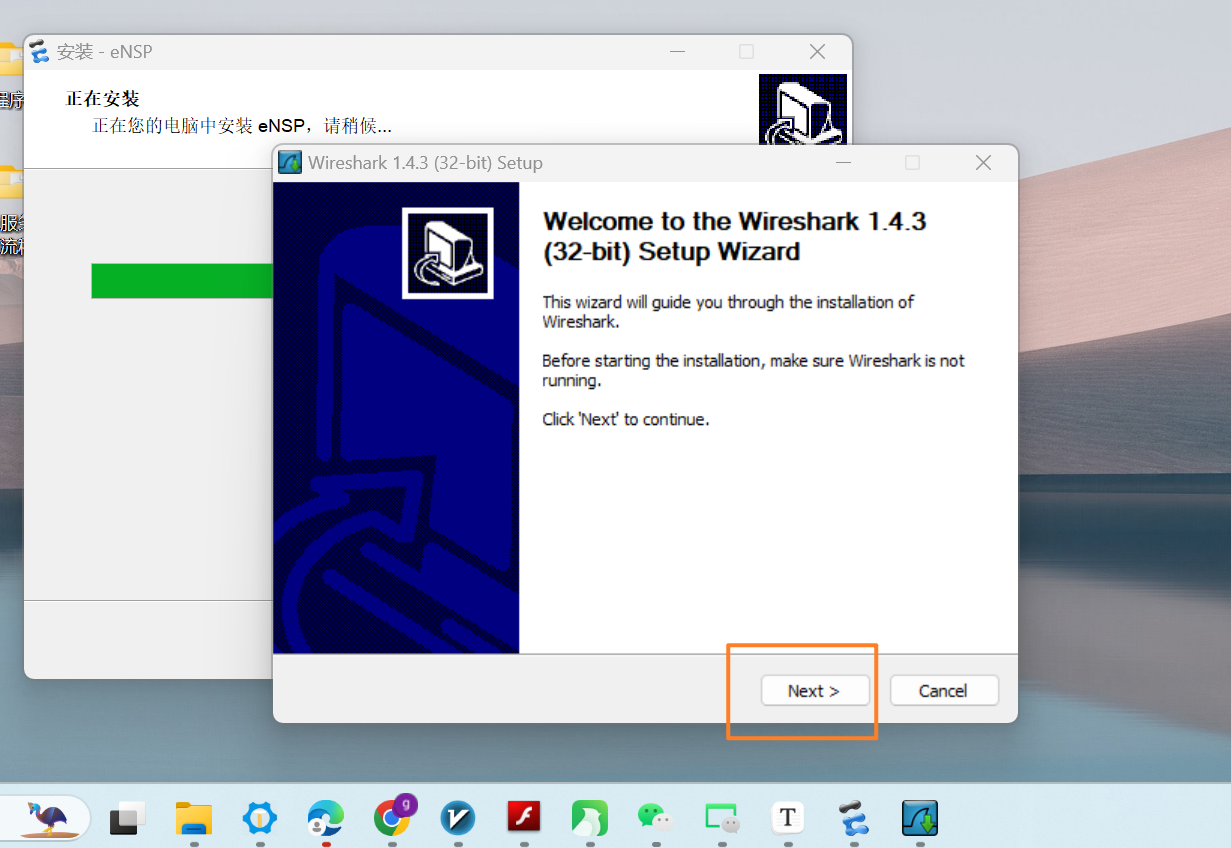 安装 - eNSP
正在安装
正在您的电脑中安装 eNSP，请稍候...
Wireshark 1.4.3 (32-bit) Setup
Welcome to the Wireshark 1.4.3
(32-bit) Setup Wizard
This wizard will guide you through the installation of
Wireshark.
Before starting the installation, make sure Wireshark is not
running.
Click 'Next' to continue.
Next >
Cancel
程序
服务
g
T